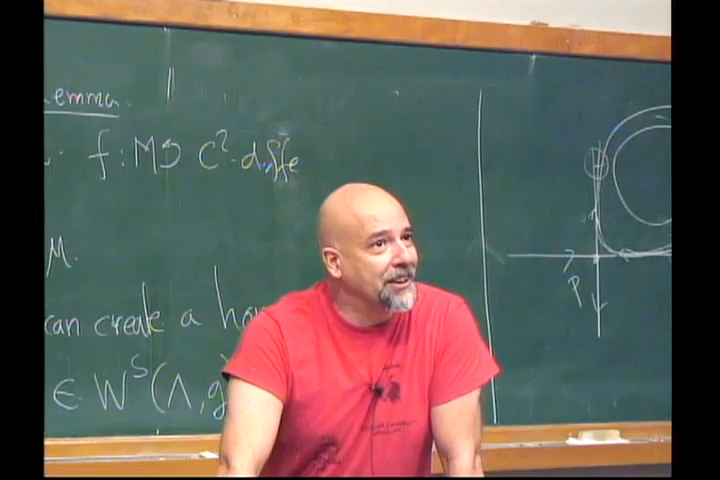 emma.
f: M↺ C²-diffe
M.
can create a ho
∈ W^S(Λ, g
P